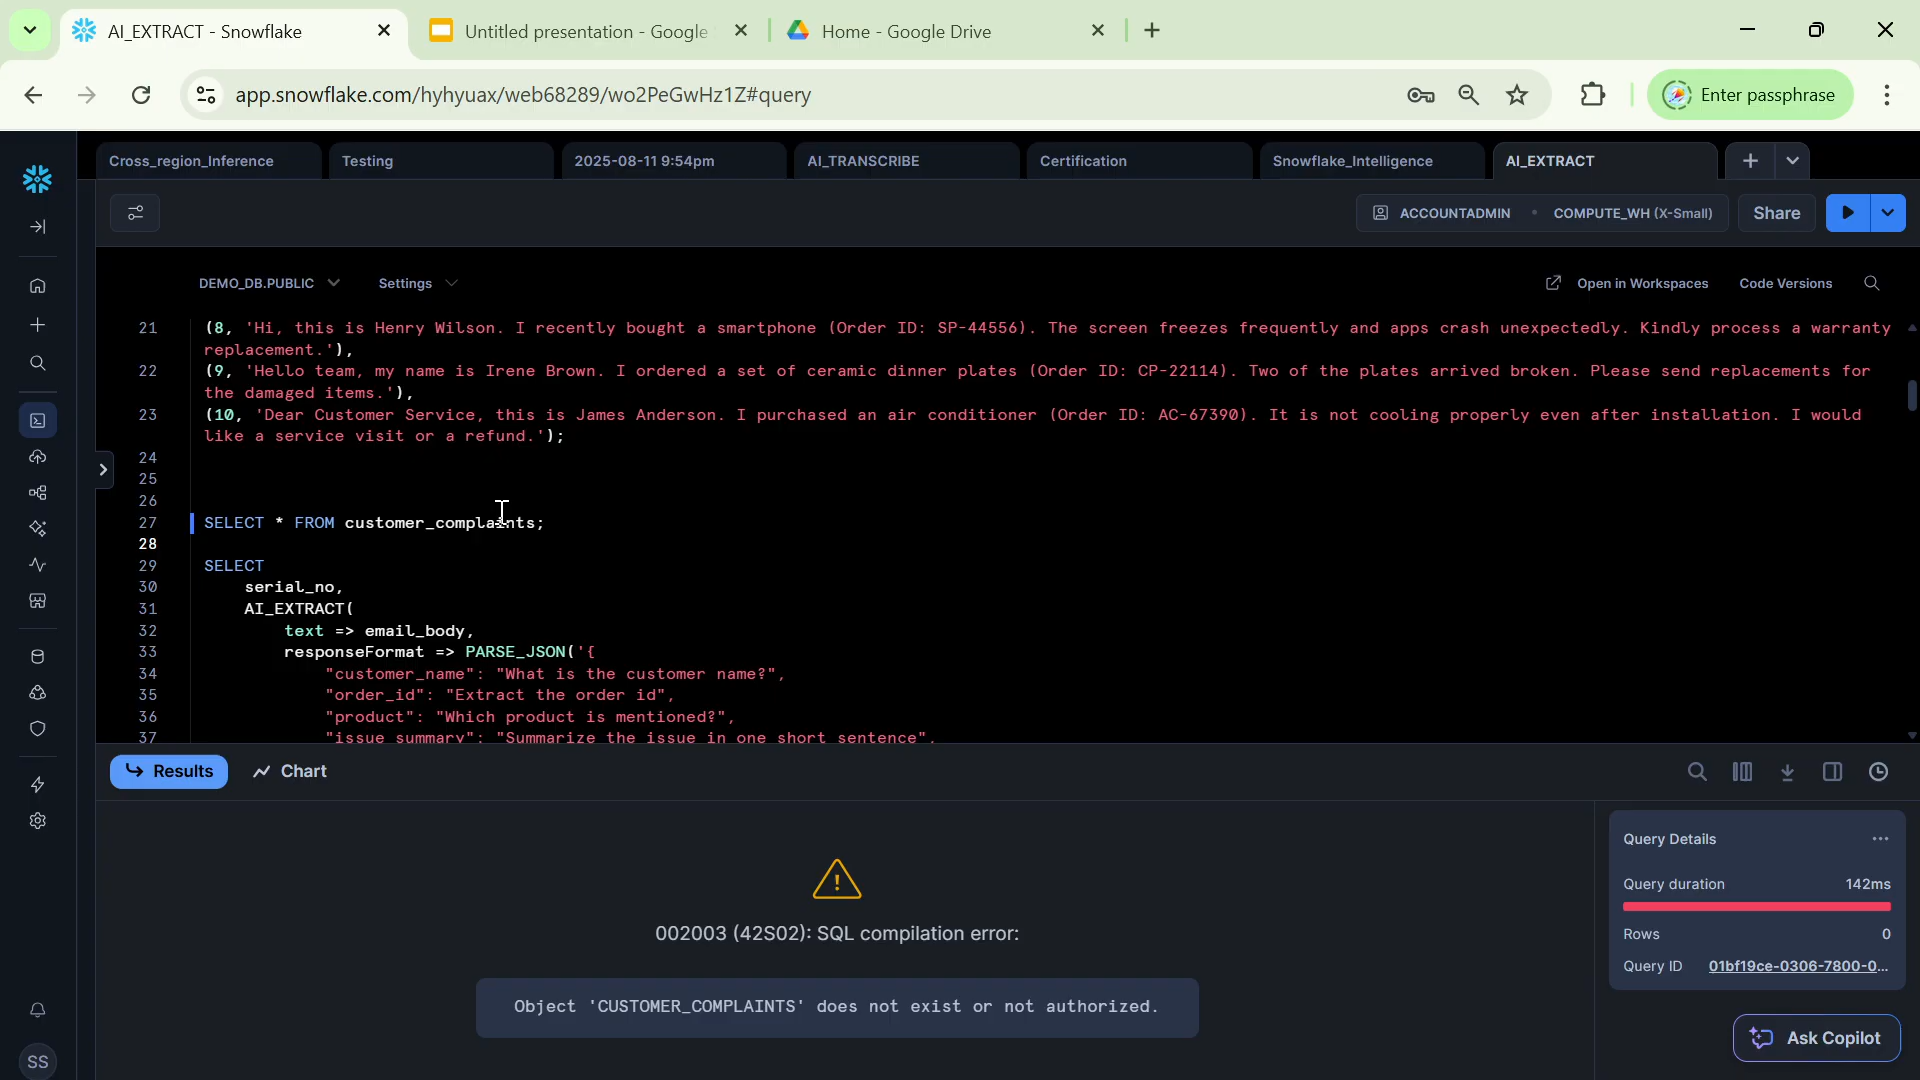 AI_EXTRACT - Snowflake
Untitled presentation - Google
Home - Google Drive
app.snowflake.com/hyhyuax/web68289/wo2PeGwHz1Z#query
Enter passphrase
Cross_region_Inference
Testing
2025-08-11 9:54pm
AI_TRANSCRIBE
Certification
Snowflake_Intelligence
AI_EXTRACT
ACCOUNTADMIN
COMPUTE_WH (X-Small)
Share
DEMO_DB.PUBLIC
Settings
Open in Workspaces
Code Versions
21 (8, 'Hi, this is Henry Wilson. I recently bought a smartphone (Order ID: SP-44556). The screen freezes frequently and apps crash unexpectedly. Kindly process a warranty
replacement.'),
22 (9, 'Hello team, my name is Irene Brown. I ordered a set of ceramic dinner plates (Order ID: CP-22114). Two of the plates arrived broken. Please send replacements for
the damaged items.'),
23 (10, 'Dear Customer Service, this is James Anderson. I purchased an air conditioner (Order ID: AC-67390). It is not cooling properly even after installation. I would
like a service visit or a refund.');
24
25
26
27 SELECT * FROM customer_complaints;
28
29 SELECT
30 serial_no,
31 AI_EXTRACT(
32 text => email_body,
33 responseFormat => PARSE_JSON('{
34 "customer_name": "What is the customer name?",
35 "order_id": "Extract the order id",
36 "product": "Which product is mentioned?",
37 "issue_summary": "Summarize the issue in one short sentence",
Results
Chart
002003 (42S02): SQL compilation error:
Object 'CUSTOMER_COMPLAINTS' does not exist or not authorized.
Query Details
...
Query duration 142ms
Rows 0
Query ID 01bf19ce-0306-7800-0...
Ask Copilot
SS